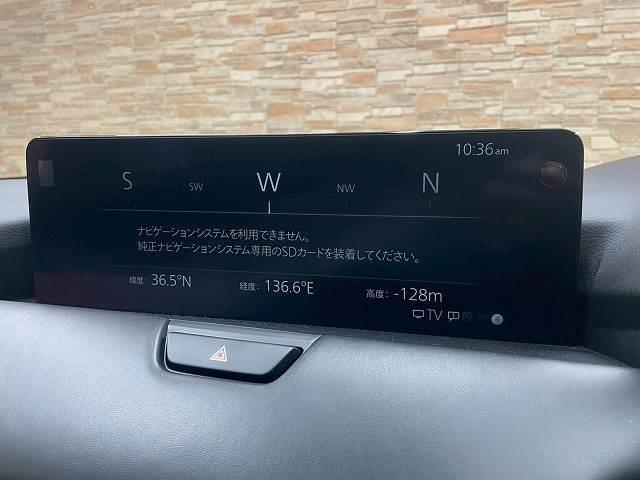 10:36 am
S SW W NW N
ナビゲーションシステムを利用できません。
純正ナビゲーションシステム専用のSDカードを装着してください。
緯度: 36.5°N 経度: 136.6°E 高度: -128m
TV